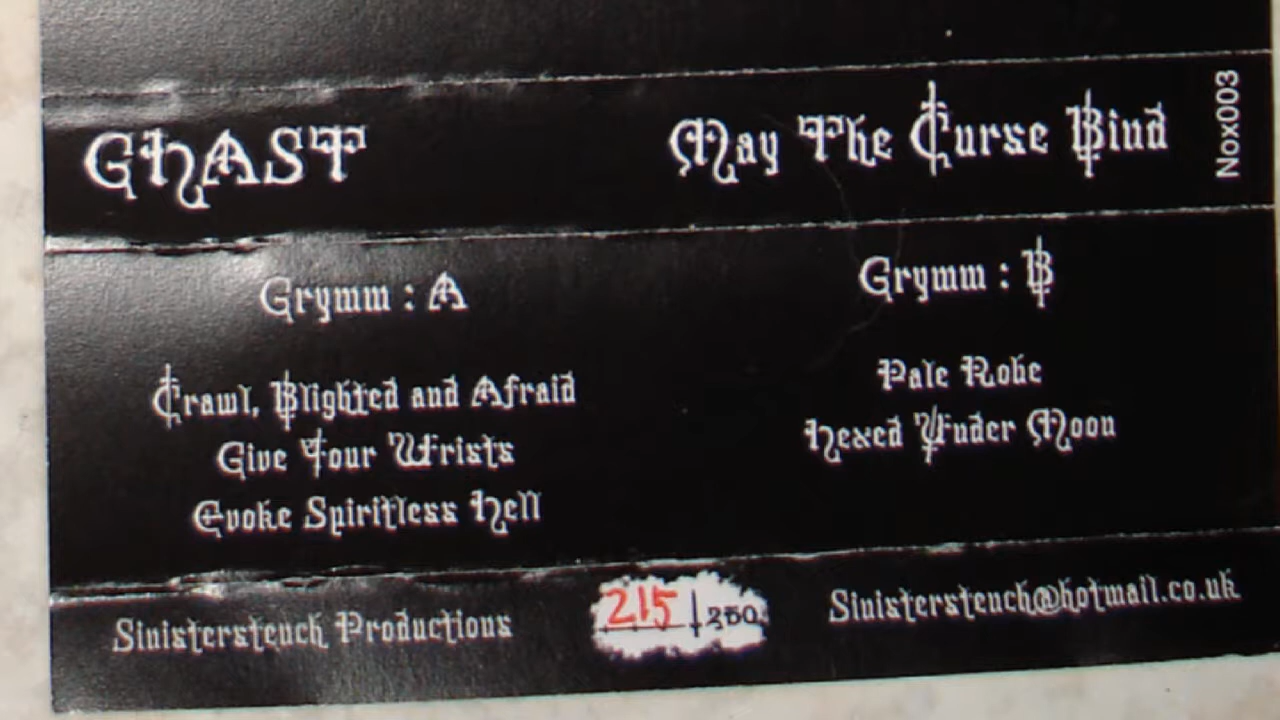 GHAST
May The Curse Bind
Nox003
Grymm : A
Crawl, Blighted and Afraid
Give Your Wrists
Evoke Spiritless Hell
Grymm : B
Pale Robe
Hexed Under Moon
Sinisterstench Productions
215/350
Sinisterstench@hotmail.co.uk